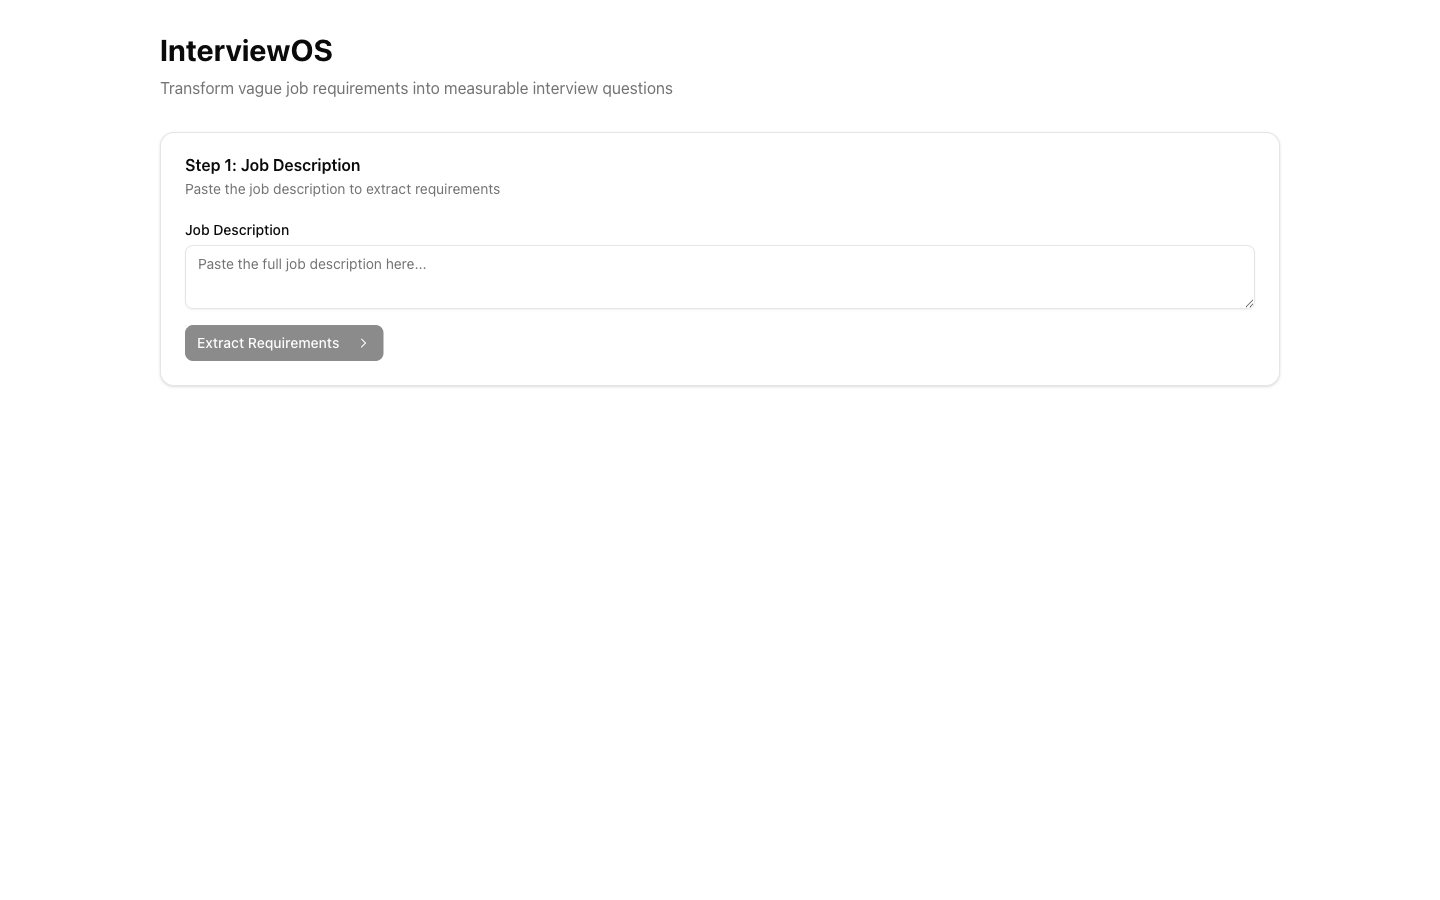 InterviewOS
Transform vague job requirements into measurable interview questions
Step 1: Job Description
Paste the job description to extract requirements
Job Description
Paste the full job description here...
Extract Requirements